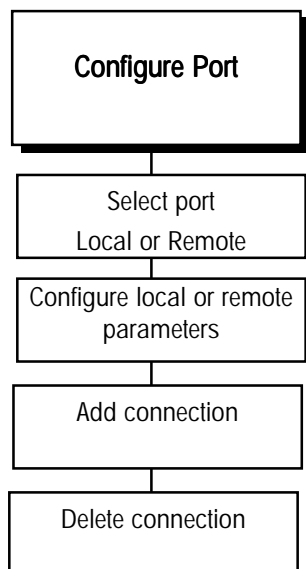 Configure Port
Select port
Local or Remote
Configure local or remote
parameters
Add connection
Delete connection